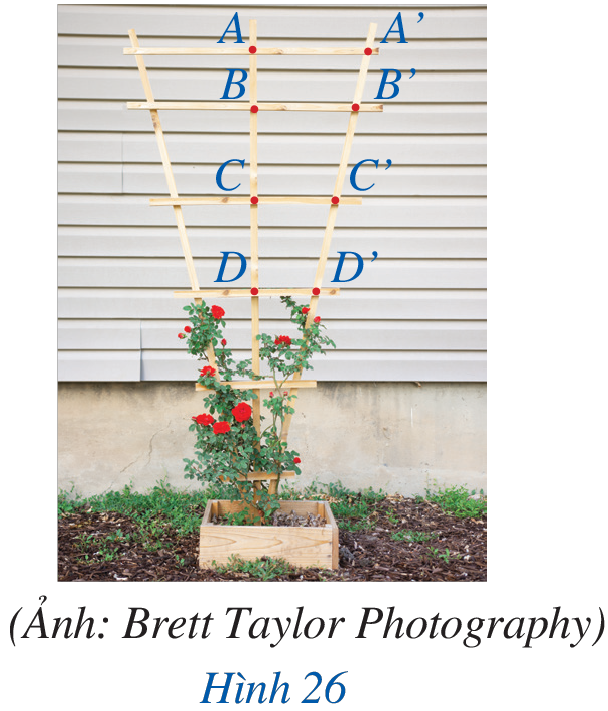 A A’
B B’
C C’
D D’
(Ảnh: Brett Taylor Photography)
Hình 26